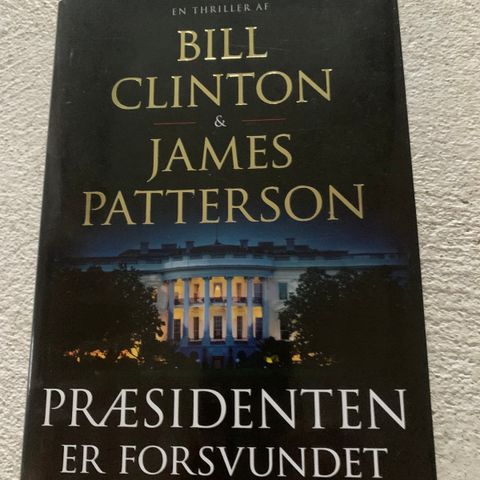 EN THRILLER AF
BILL
CLINTON
&
JAMES
PATTERSON
PRÆSIDENTEN
ER FORSVUNDET